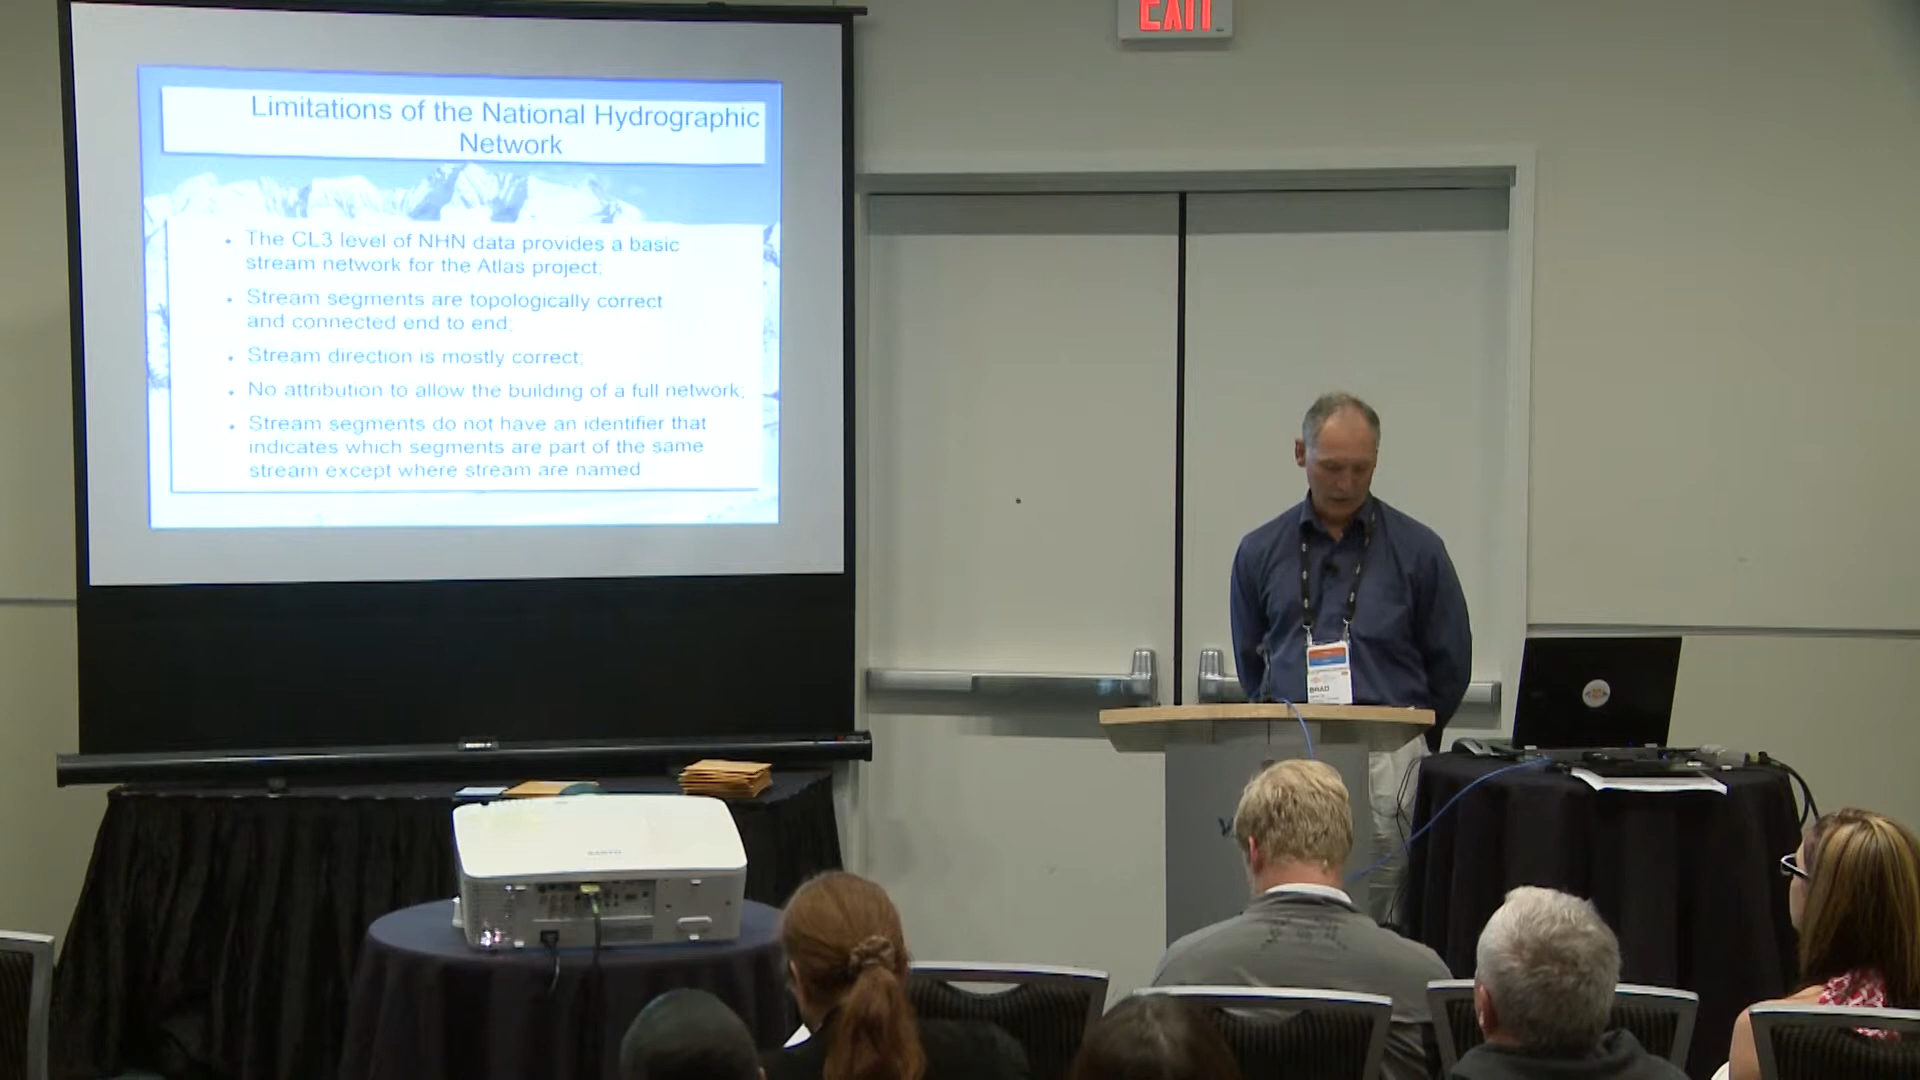 EXIT
Limitations of the National Hydrographic
Network
The CL3 level of NHN data provides a basic
stream network for the Atlas project;
Stream segments are topologically correct
and connected end to end;
Stream direction is mostly correct;
No attribution to allow the building of a full network;
Stream segments do not have an identifier that
indicates which segments are part of the same
stream except where stream are named
BRAD
SANYO